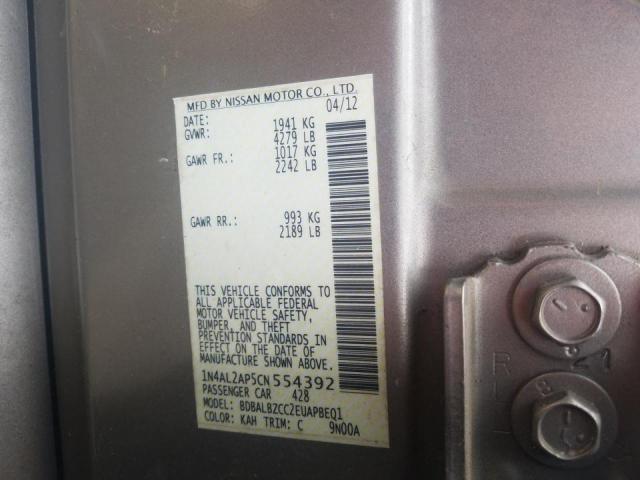 MFD BY NISSAN MOTOR CO., LTD.
DATE: 04/12
GVWR: 1941 KG
4279 LB
GAWR FR.: 1017 KG
2242 LB
GAWR RR.: 993 KG
2189 LB
THIS VEHICLE CONFORMS TO
ALL APPLICABLE FEDERAL
MOTOR VEHICLE SAFETY,
BUMPER, AND THEFT
PREVENTION STANDARDS IN
EFFECT ON THE DATE OF
MANUFACTURE SHOWN ABOVE.
1N4AL2AP5CN 554392
PASSENGER CAR 428
MODEL: BDBALBZCC2EUAPBEQ1
COLOR: KAH TRIM: C 9N00A